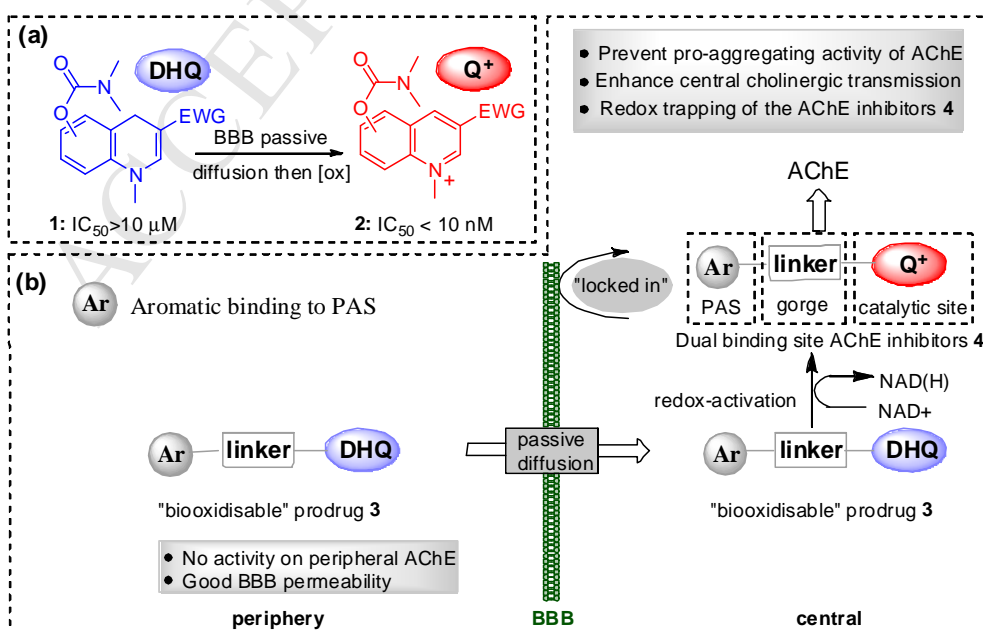 (a)
DHQ
Q+
O
N
O
EWG
N
BBB passive
diffusion then [ox]
O
N
O
EWG
N
+
1: IC50>10 μM
2: IC50 < 10 nM
● Prevent pro-aggregating activity of AChE
● Enhance central cholinergic transmission
● Redox trapping of the AChE inhibitors 4
AChE
(b)
Ar
Aromatic binding to PAS
"locked in"
Ar
linker
Q+
PAS
gorge
catalytic site
Dual binding site AChE inhibitors 4
redox-activation
NAD(H)
NAD+
Ar
linker
DHQ
passive
diffusion
Ar
linker
DHQ
"biooxidisable" prodrug 3
"biooxidisable" prodrug 3
● No activity on peripheral AChE
● Good BBB permeability
periphery
BBB
central
ACCEP